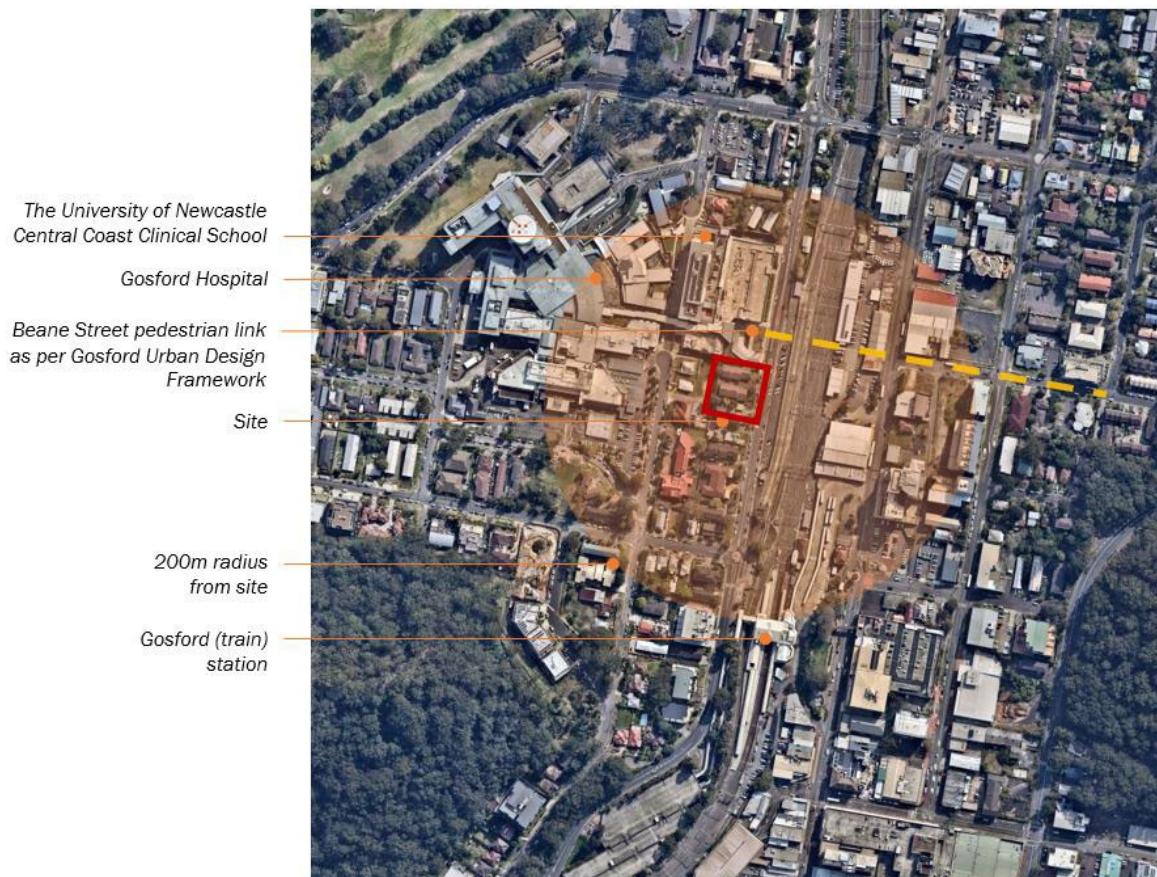 The University of Newcastle
Central Coast Clinical School
Gosford Hospital
Beane Street pedestrian link
as per Gosford Urban Design
Framework
Site
200m radius
from site
Gosford (train)
station